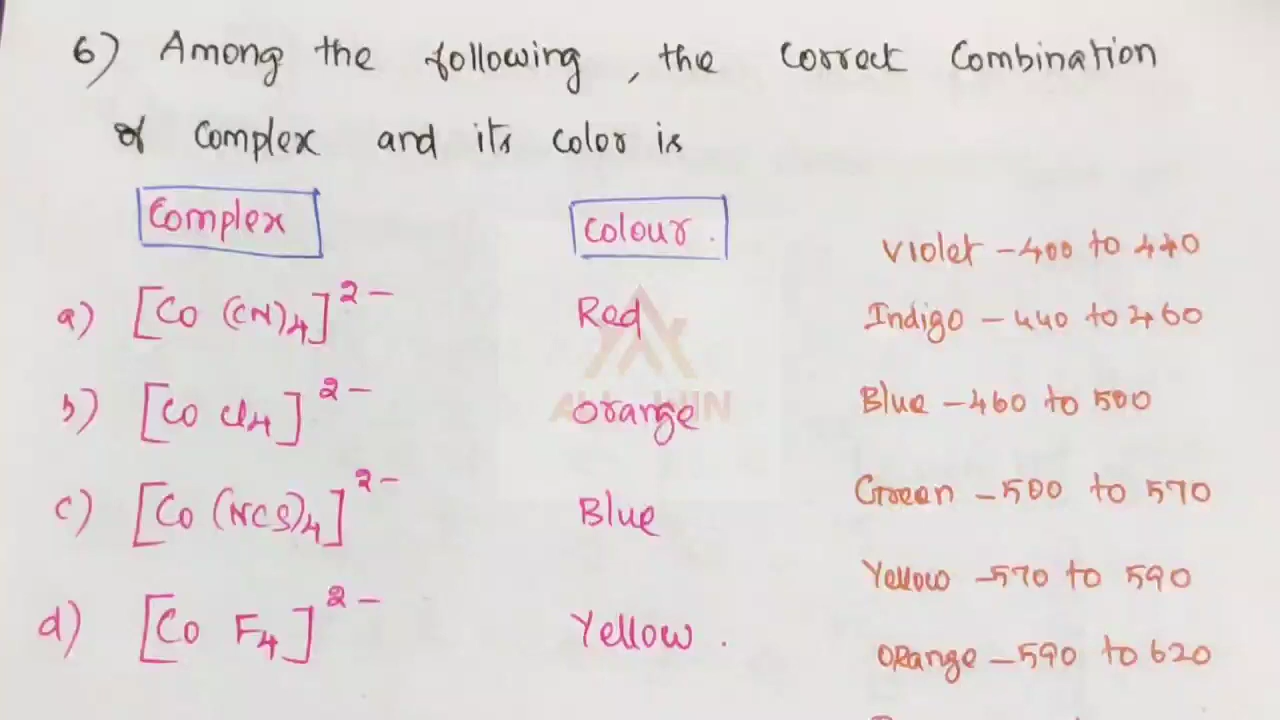 6) Among the following, the Correct Combination
of Complex and its color is
Complex Colour.
Violet - 400 to 440
a) [Co (CN)4]2- Red
Indigo - 440 to 460
b) [Co Cl4]2- Orange
Blue - 460 to 500
c) [Co (NCS)4]2- Blue
Green - 500 to 570
Yellow - 570 to 590
d) [Co F4]2- Yellow.
Orange - 590 to 620